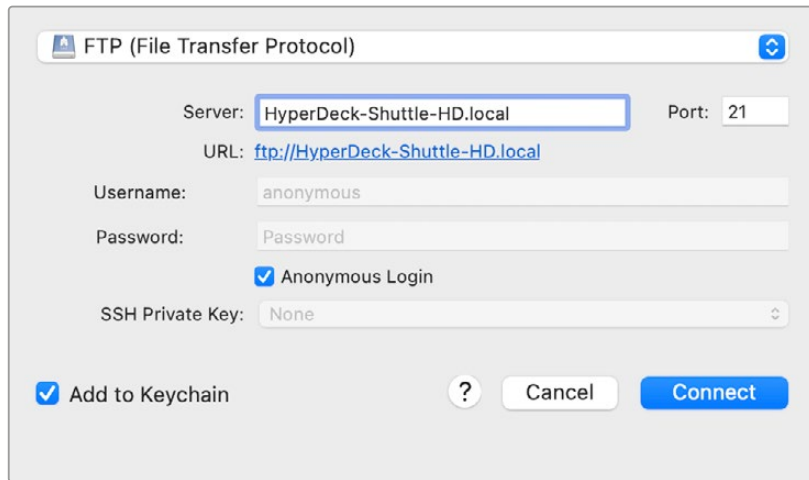 FTP (File Transfer Protocol)
Server: HyperDeck-Shuttle-HD.local Port: 21
URL: ftp://HyperDeck-Shuttle-HD.local
Username: anonymous
Password: Password
Anonymous Login
SSH Private Key: None
Add to Keychain ? Cancel Connect